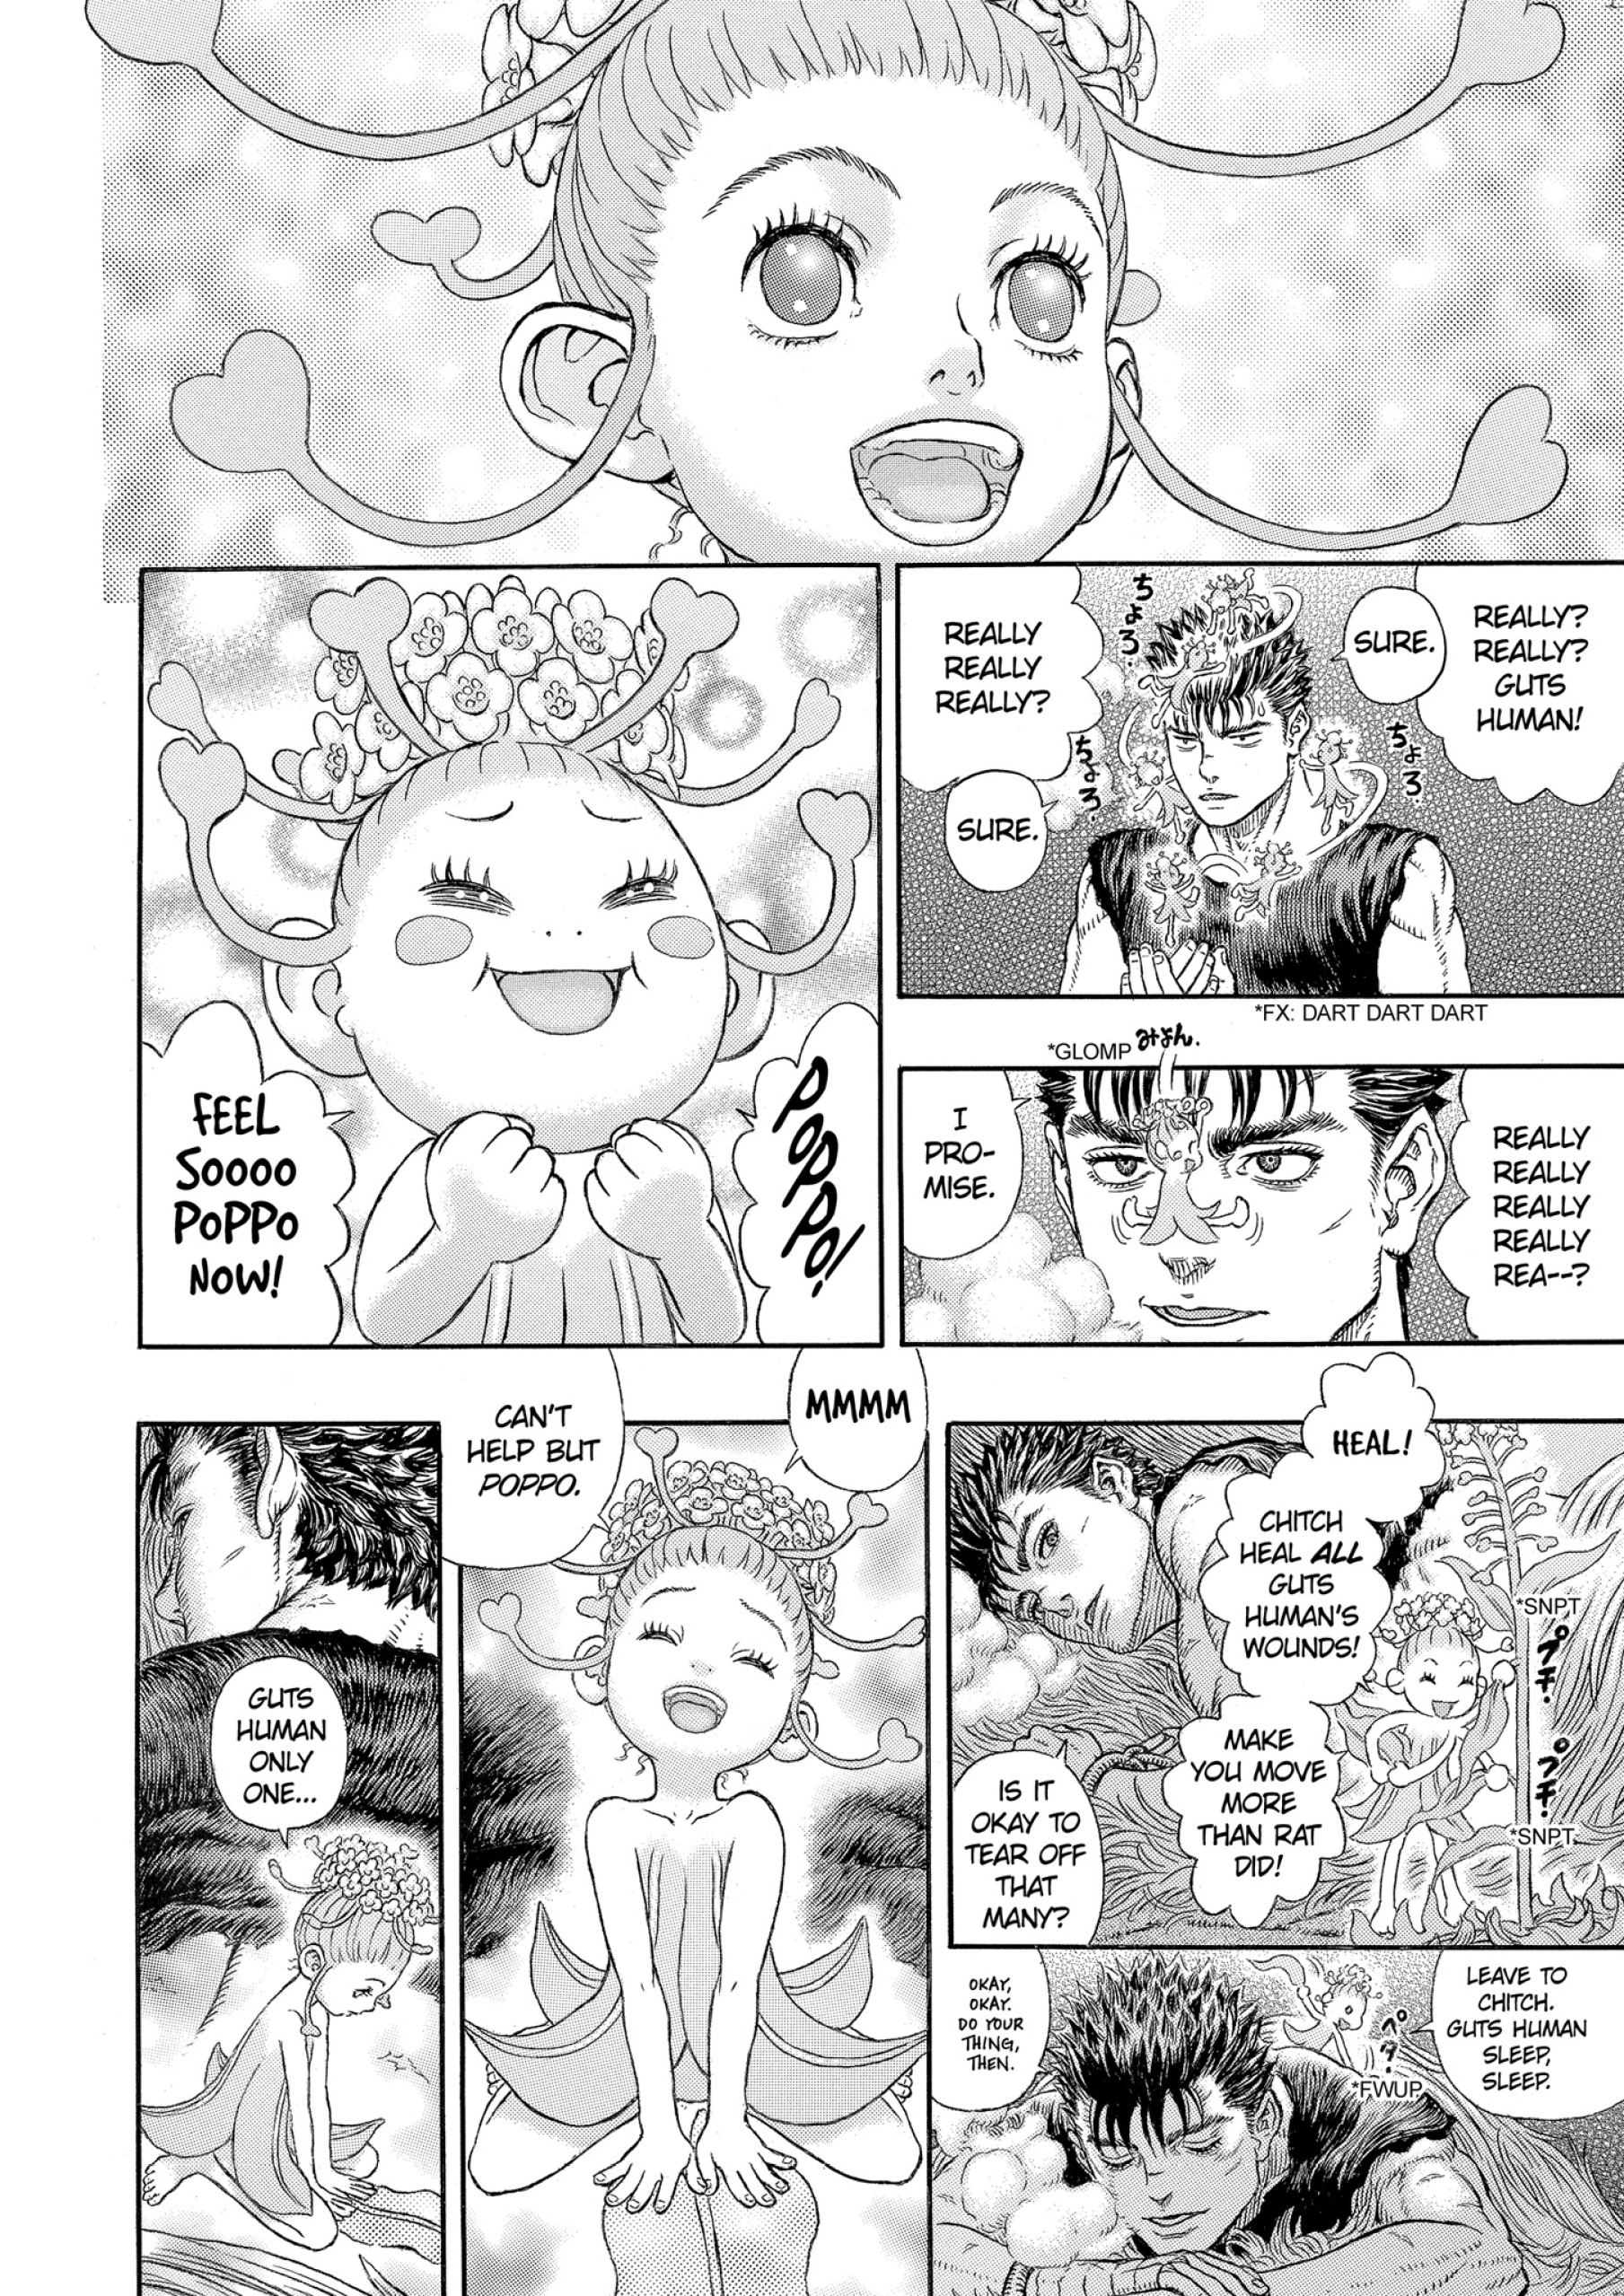 REALLY?
REALLY?
GUTS
HUMAN!
SURE.
ちょろ.
ちょろ.
ちょろ.
REALLY
REALLY
REALLY?
SURE.
*FX: DART DART DART
*GLOMP
みょん.
REALLY
REALLY
REALLY
REALLY
REA--?
I
PRO-
MISE.
POPPO!
FEEL
SOOOO
POPPO
NOW!
HEAL!
CHITCH
HEAL ALL
GUTS
HUMAN'S
WOUNDS!
MAKE
YOU MOVE
MORE
THAN RAT
DID!
*SNPT
プチ.
プチ.
*SNPT
IS IT
OKAY TO
TEAR OFF
THAT
MANY?
LEAVE TO
CHITCH.
GUTS HUMAN
SLEEP,
SLEEP.
ペタ.
*FWUP
OKAY,
OKAY.
DO YOUR
THING,
THEN.
MMMM
CAN'T
HELP BUT
POPPO.
GUTS
HUMAN
ONLY
ONE...